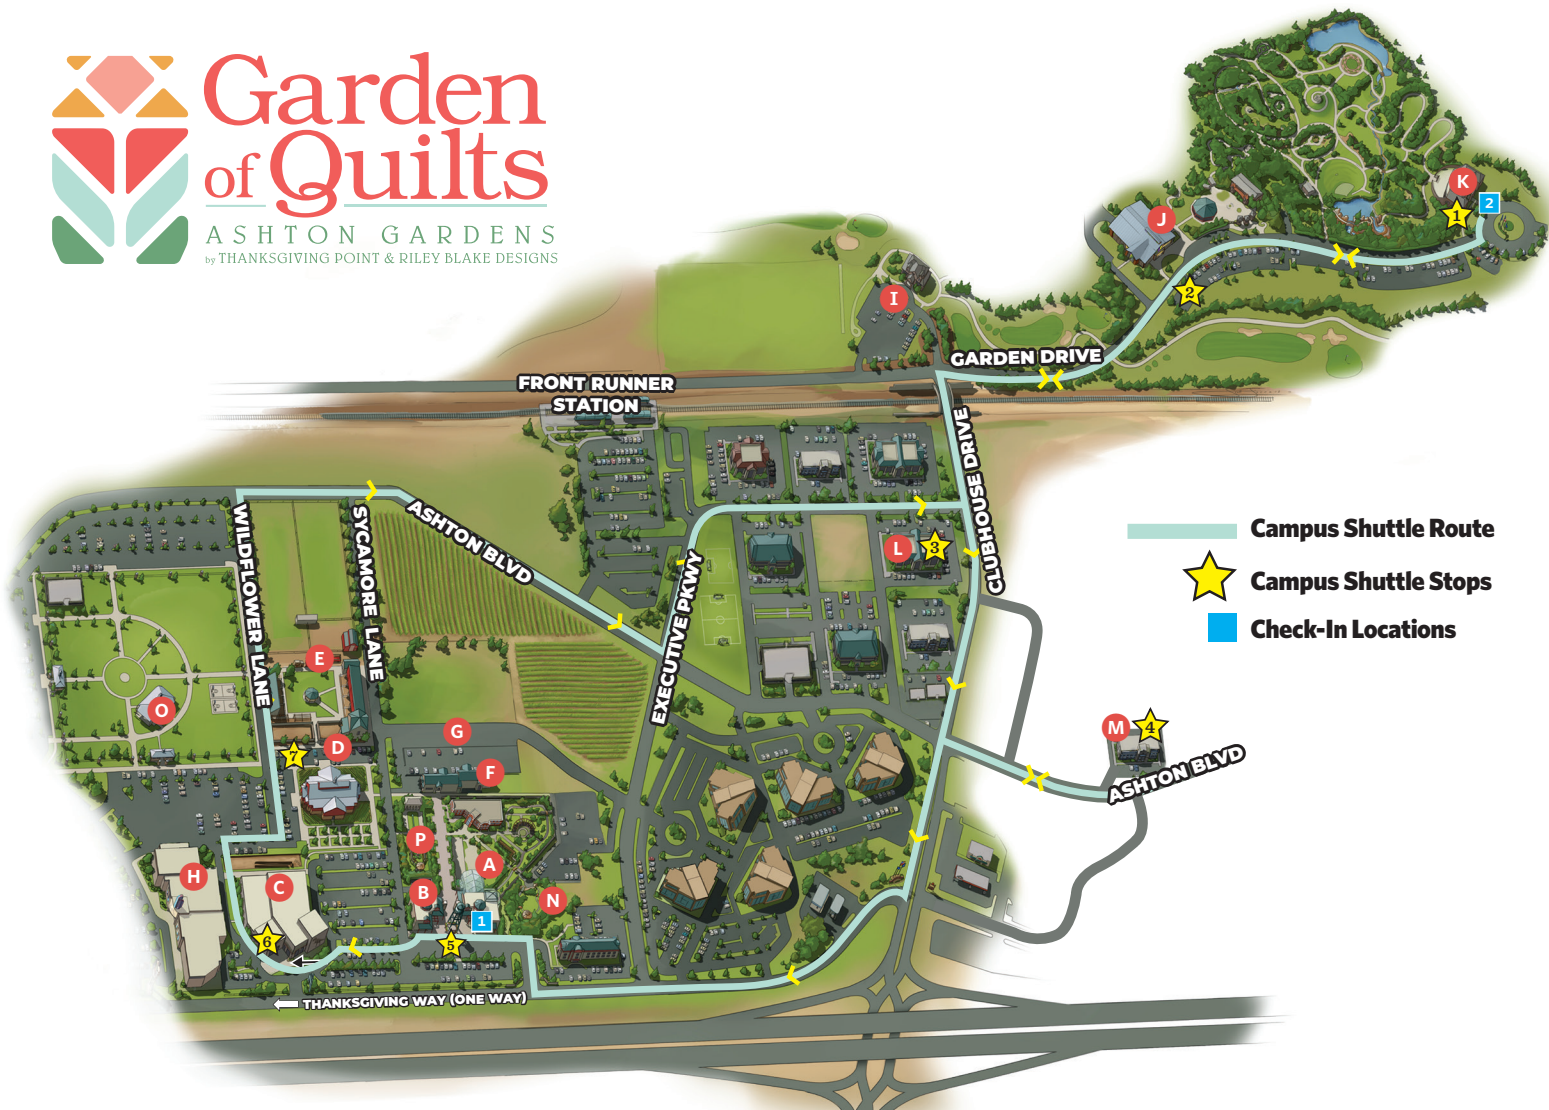 Garden
of Quilts
ASHTON GARDENS
by THANKSGIVING POINT & RILEY BLAKE DESIGNS
K
1
2
J
2
I
GARDEN DRIVE
FRONT RUNNER
STATION
CLUBHOUSE DRIVE
WILDFLOWER LANE
SYCAMORE LANE
ASHTON BLVD
EXECUTIVE PKWY
L
3
Campus Shuttle Route
Campus Shuttle Stops
Check-In Locations
E
O
G
D
7
F
M
4
ASHTON BLVD
P
A
H
C
B
N
1
6
5
THANKSGIVING WAY (ONE WAY)